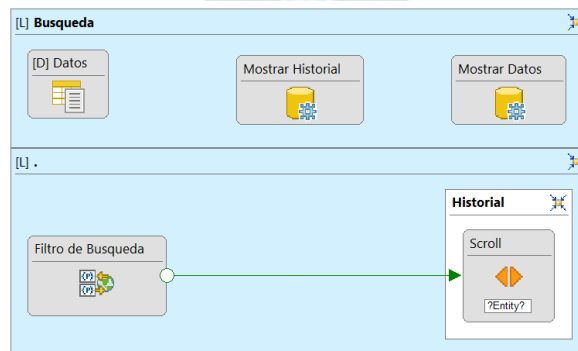 [L] Busqueda
[D] Datos
Mostrar Historial
Mostrar Datos
[L] .
Historial
Filtro de Busqueda
Scroll
{P}
{P}
?Entity?